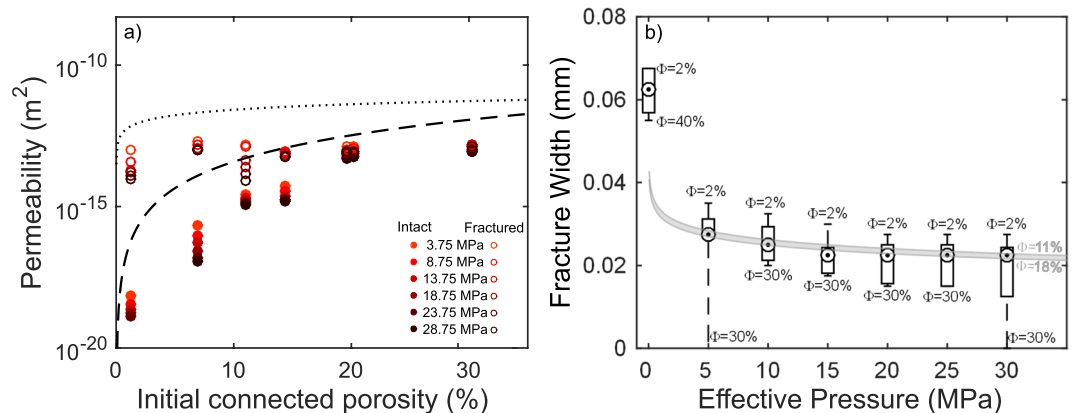 a)
Permeability (m²)
10⁻¹⁰
10⁻¹⁵
10⁻²⁰
0 10 20 30
Initial connected porosity (%)
Intact Fractured
3.75 MPa
8.75 MPa
13.75 MPa
18.75 MPa
23.75 MPa
28.75 MPa
b)
Fracture Width (mm)
0.08
0.06
0.04
0.02
0
0 5 10 15 20 25 30
Effective Pressure (MPa)
Φ=2%
Φ=40%
Φ=2% Φ=2% Φ=2% Φ=2% Φ=2% Φ=2%
Φ=11%
Φ=18%
Φ=30% Φ=30% Φ=30% Φ=30%
Φ=30% Φ=30%